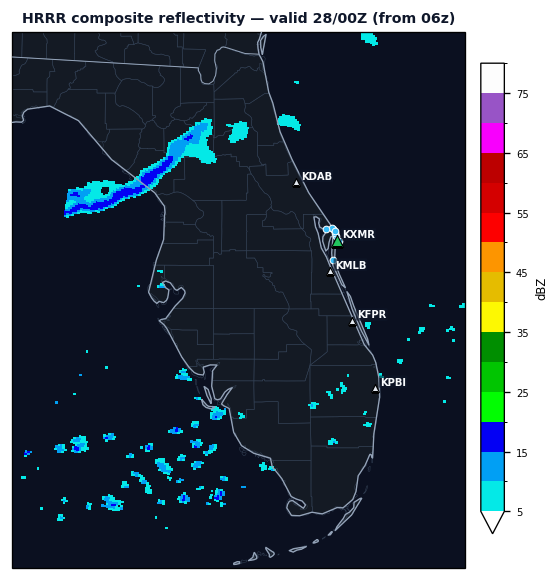 HRRR composite reflectivity — valid 28/00Z (from 06z)
KDAB
KXMR
KMLB
KFPR
KPBI
75
65
55
45
35
25
15
5
dBZ